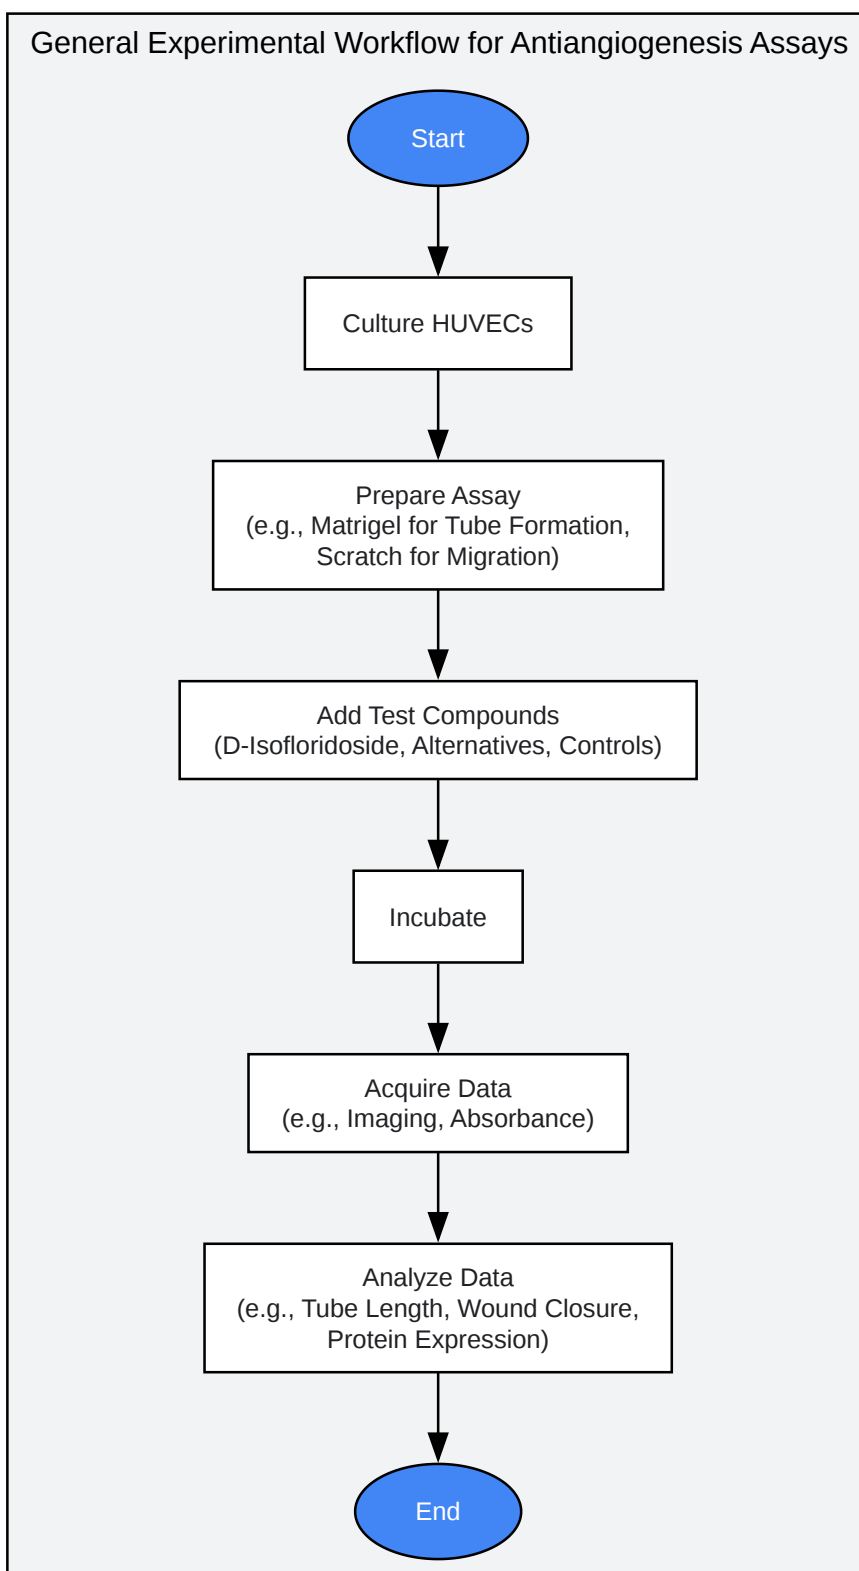 General Experimental Workflow for Antiangiogenesis Assays
Start
Culture HUVECs
Prepare Assay
(e.g., Matrigel for Tube Formation,
Scratch for Migration)
Add Test Compounds
(D-Isofloridoside, Alternatives, Controls)
Incubate
Acquire Data
(e.g., Imaging, Absorbance)
Analyze Data
(e.g., Tube Length, Wound Closure,
Protein Expression)
End